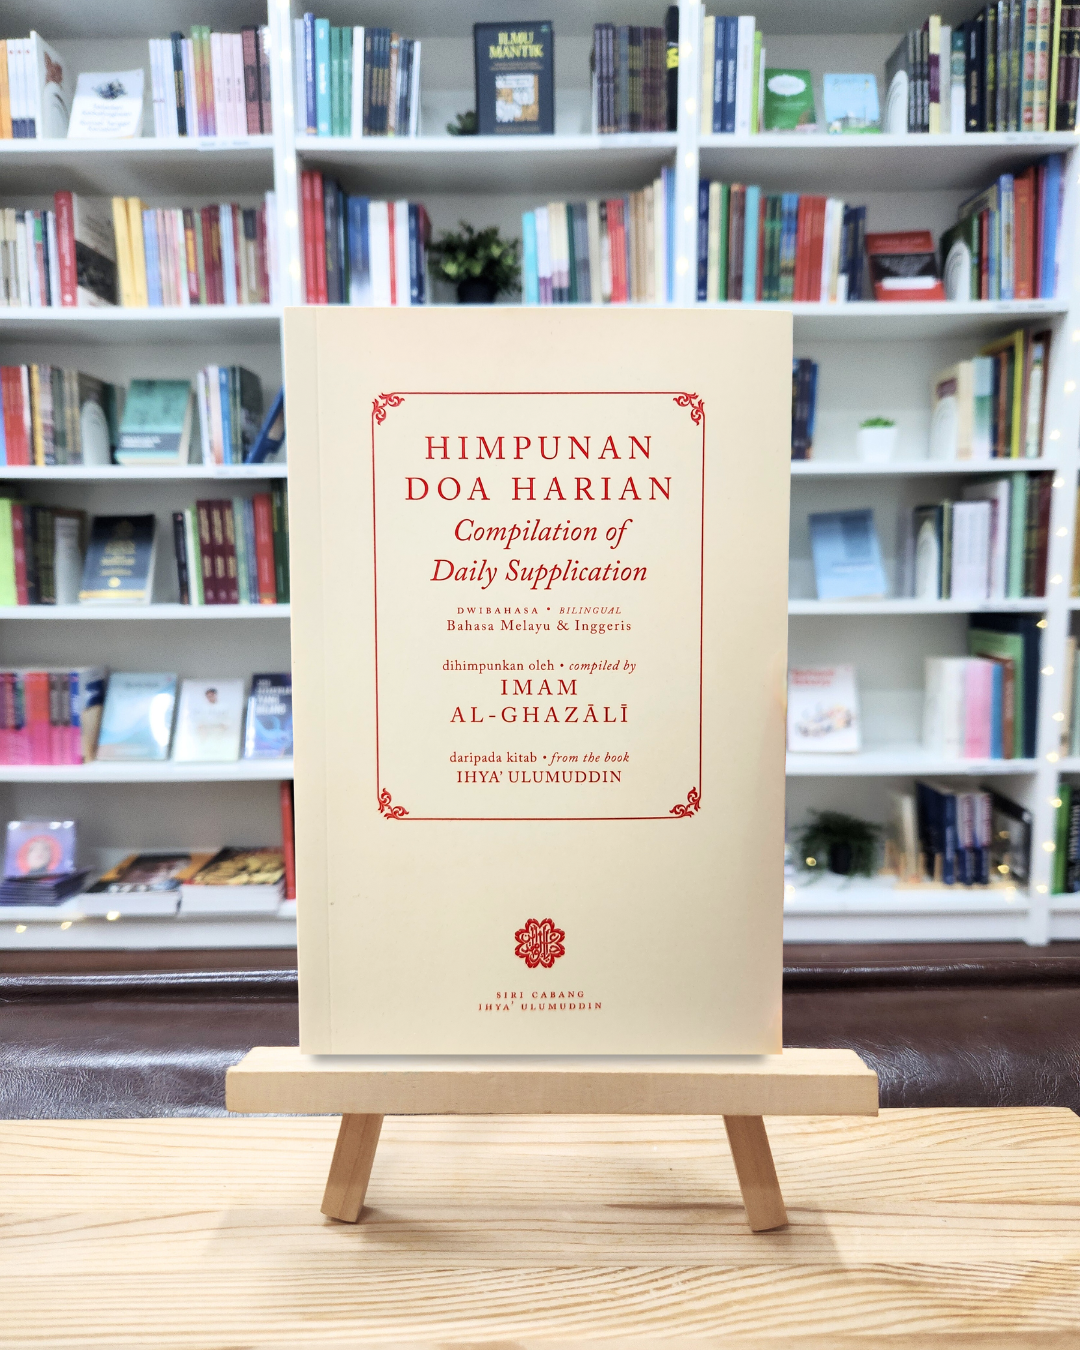 ILMU
MANTIK
HIMPUNAN
DOA HARIAN
Compilation of
Daily Supplication
DWIBAHASA • BILINGUAL
Bahasa Melayu & Inggeris
dihimpunkan oleh • compiled by
IMAM
AL-GHAZĀLĪ
daripada kitab • from the book
IHYA’ ULUMUDDIN
SIRI CABANG
IHYA’ ULUMUDDIN